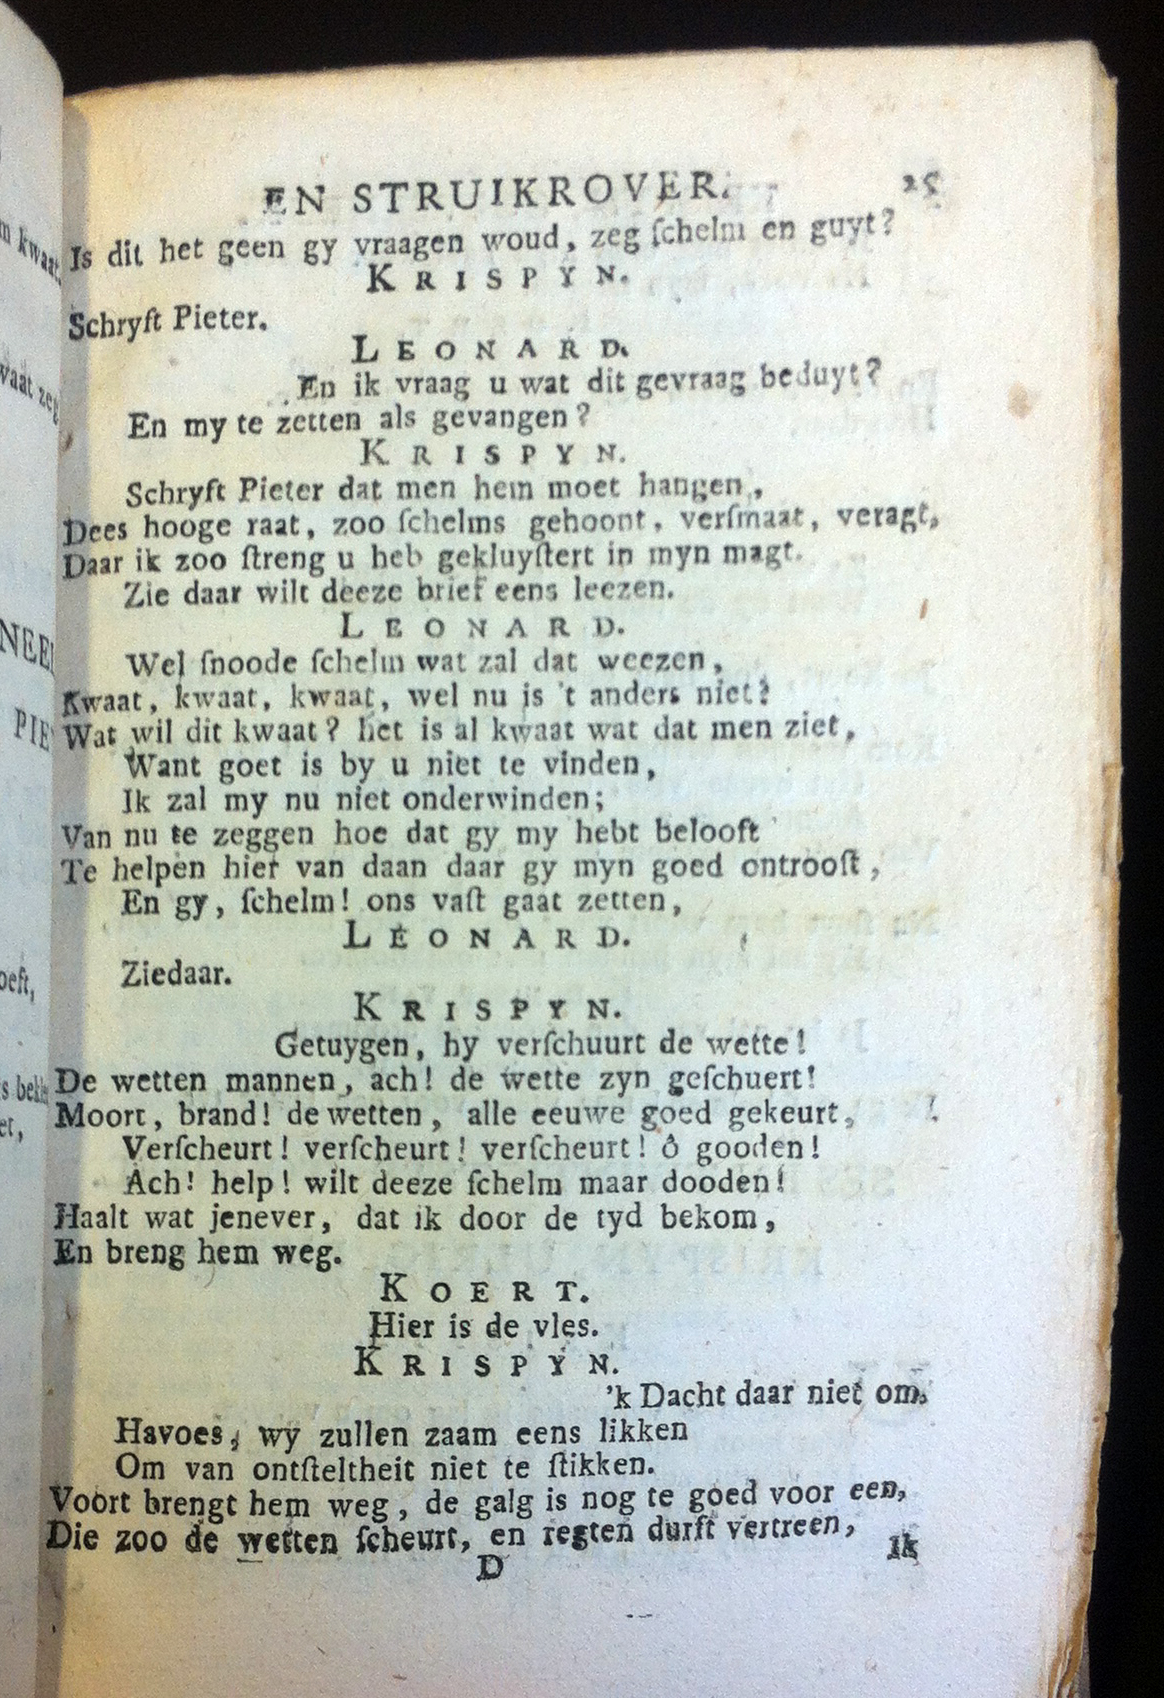 EN STRUIKROVER. 25
Is dit het geen gy vraagen woud, zeg ſchelm en guyt?
KRISPYN.
Schryft Pieter.
LEONARD.
En ik vraag u wat dit gevraag beduyt?
En my te zetten als gevangen?
KRISPYN.
Schryft Pieter dat men hem moet hangen,
Dees hooge raat, zoo ſchelms gehoont, verſmaat, veragt,
Daar ik zoo ſtreng u heb gekluyſtert in myn magt.
Zie daar wilt deeze brief eens leezen.
LEONARD.
Wel ſnoode ſchelm wat zal dat weezen,
Kwaat, kwaat, kwaat, wel nu is 't anders niet?
Wat wil dit kwaat? het is al kwaat wat dat men ziet,
Want goet is by u niet te vinden,
Ik zal my nu niet onderwinden;
Van nu te zeggen hoe dat gy my hebt belooft
Te helpen hier van daan daar gy myn goed ontrooſt,
En gy, ſchelm! ons vaſt gaat zetten,
LEONARD.
Ziedaar.
KRISPYN.
Getuygen, hy verſchuurt de wette!
De wetten mannen, ach! de wette zyn geſchuert!
Moort, brand! de wetten, alle eeuwe goed gekeurt,
Verſcheurt! verſcheurt! verſcheurt! ô gooden!
Ach! help! wilt deeze ſchelm maar dooden!
Haalt wat jenever, dat ik door de tyd bekom,
En breng hem weg.
KOERT.
Hier is de vles.
KRISPYN.
'k Dacht daar niet om.
Havoes, wy zullen zaam eens likken
Om van ontſteltheit niet te ſtikken.
Voort brengt hem weg, de galg is nog te goed voor een,
Die zoo de wetten ſcheurt, en regten durft vertreen,
D Ik